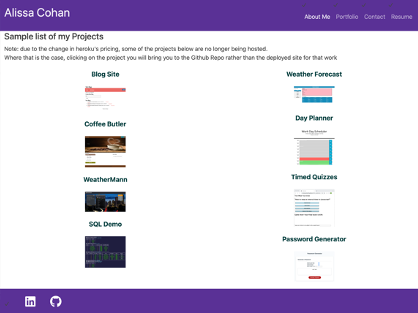 Alissa Cohan
About Me Portfolio Contact Resume
Sample list of my Projects
Note: due to the change in heroku's pricing, some of the projects below are no longer being hosted.
Where that is the case, clicking on the project you will bring you to the Github Repo rather than the deployed site for that work
Blog Site
Weather Forecast
Coffee Butler
Day Planner
WeatherMann
Timed Quizzes
SQL Demo
Password Generator